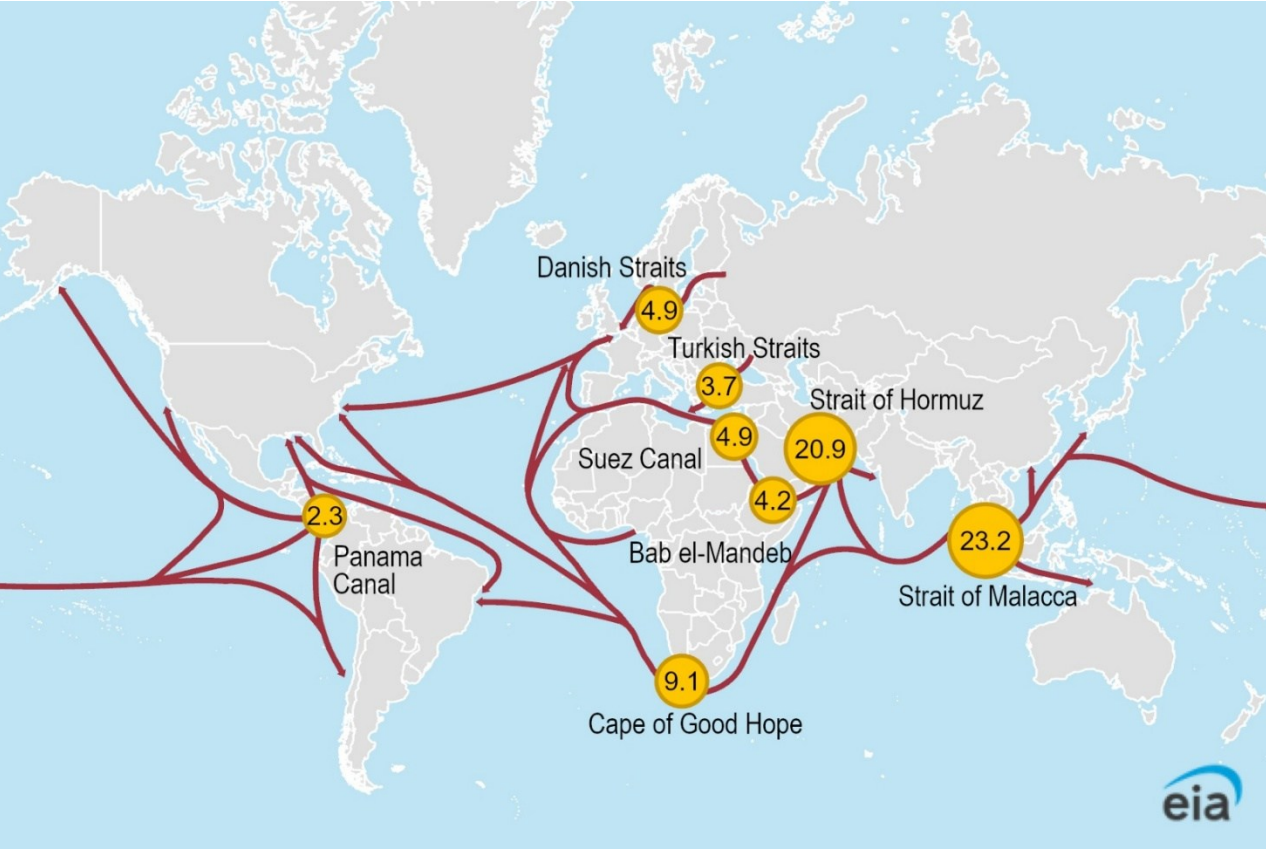 Danish Straits
4.9
Turkish Straits
3.7
Strait of Hormuz
20.9
Suez Canal
4.9
4.2
Bab el-Mandeb
2.3
Panama
Canal
23.2
Strait of Malacca
9.1
Cape of Good Hope
eia